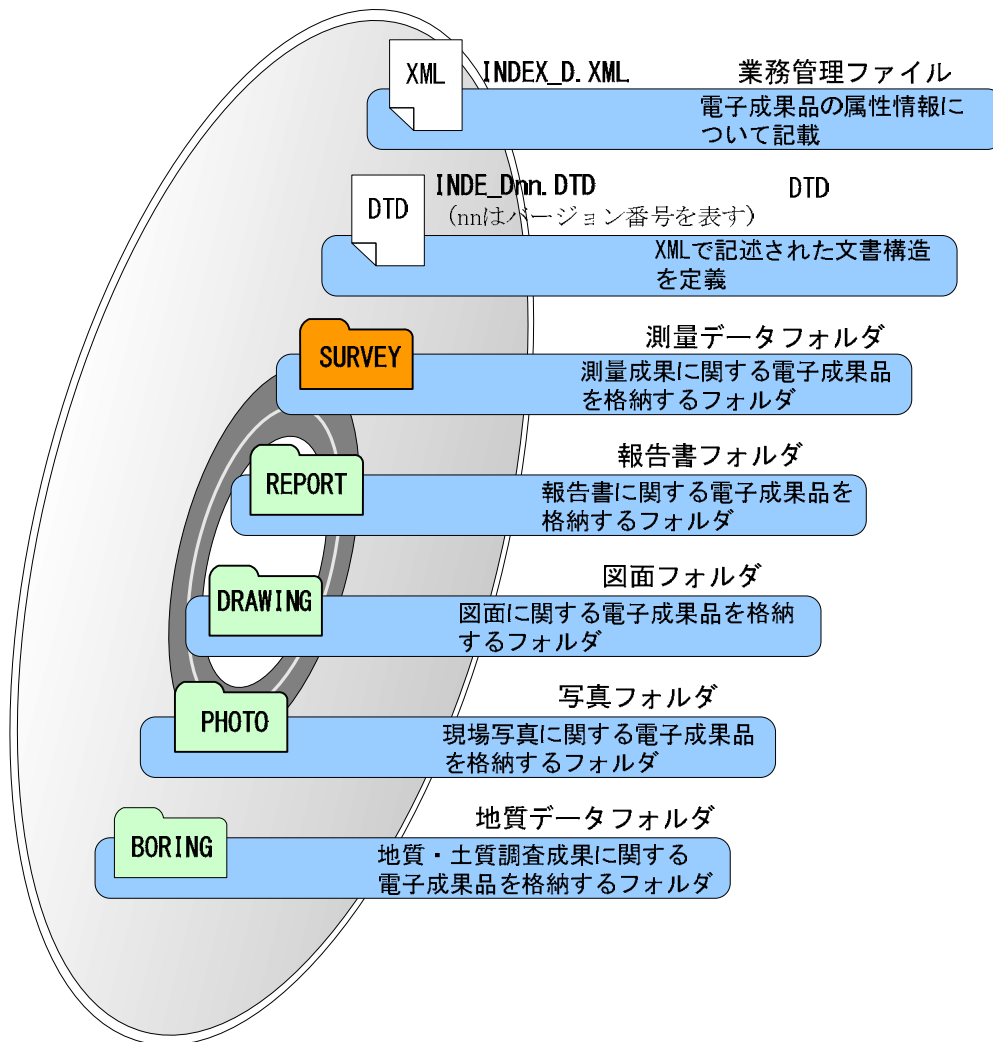 XML INDEX_D.XML 業務管理ファイル
電子成果品の属性情報に
ついて記載
DTD INDE_Dnn.DTD DTD
(nnはバージョン番号を表す)
XMLで記述された文書構造
を定義
SURVEY 測量データフォルダ
測量成果に関する電子成果品
を格納するフォルダ
REPORT 報告書フォルダ
報告書に関する電子成果品を
格納するフォルダ
DRAWING 図面フォルダ
図面に関する電子成果品を格納
するフォルダ
PHOTO 写真フォルダ
現場写真に関する電子成果品
を格納するフォルダ
BORING 地質データフォルダ
地質・土質調査成果に関する
電子成果品を格納するフォルダ